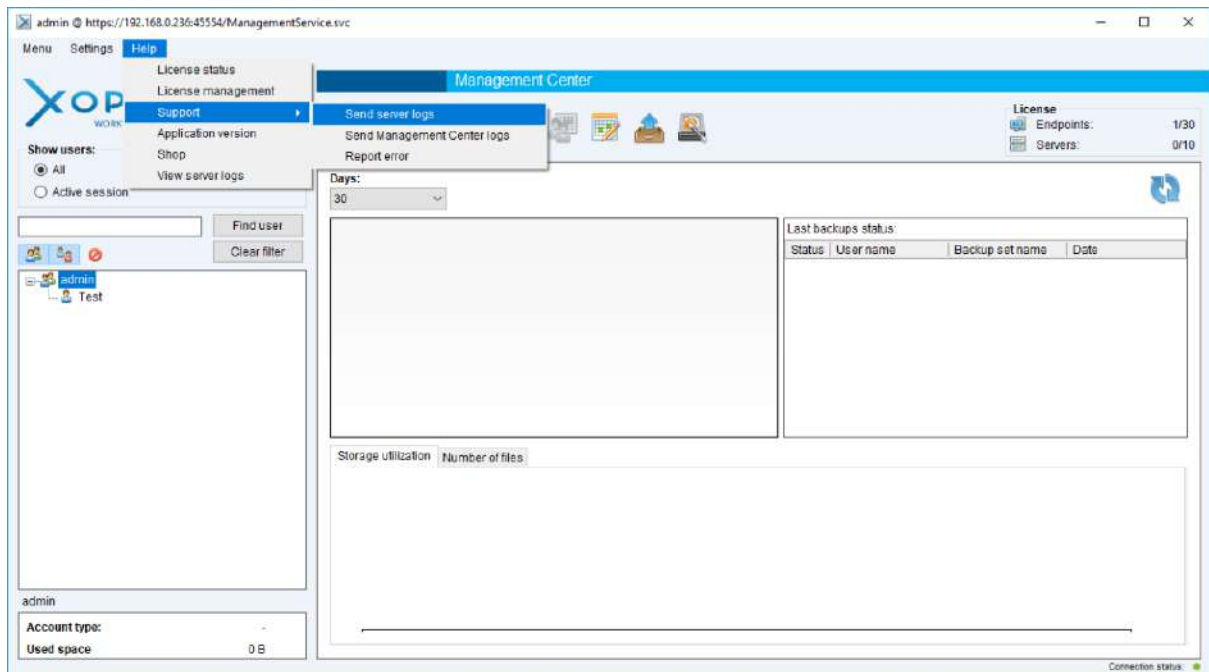 admin @ https://192.168.0.236:45554/ManagementService.svc
Menu Settings Help
License status
License management
Support
Application version
Shop
View server logs
Send server logs
Send Management Center logs
Report error
Management Center
XOP
WORK
License
Endpoints: 1/30
Servers: 0/10
Show users:
All
Active session
Find user
Clear filter
admin
Test
Days:
30
Last backups status:
Status User name Backup set name Date
Storage utilization Number of files
admin
Account type: -
Used space 0 B
Connection status: